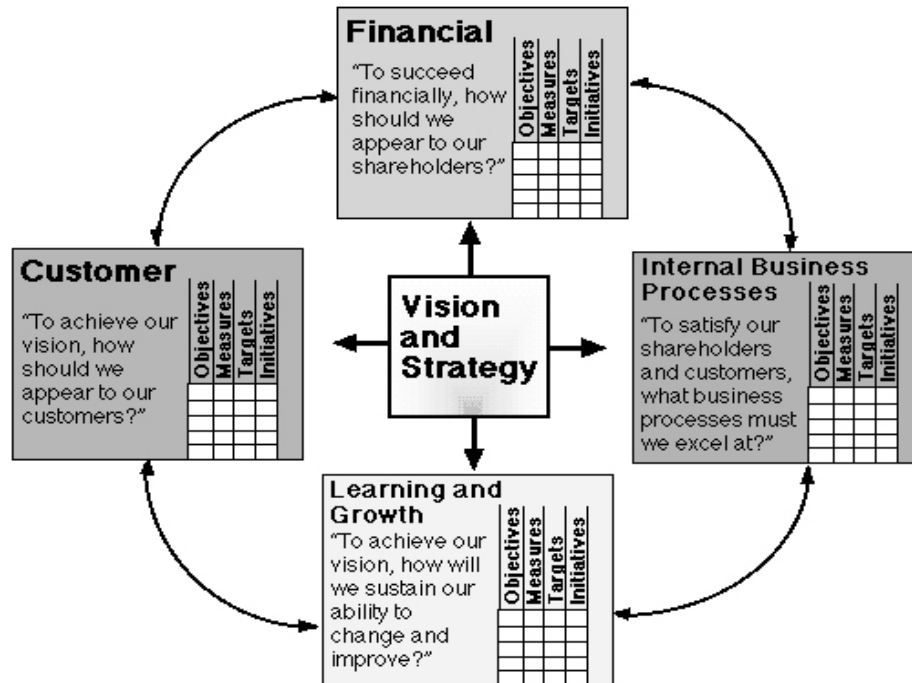 Financial
“To succeed
financially, how
should we
appear to our
shareholders?”
Objectives
Measures
Targets
Initiatives
Customer
“To achieve our
vision, how
should we
appear to our
customers?”
Objectives
Measures
Targets
Initiatives
Vision
and
Strategy
Internal Business
Processes
“To satisfy our
shareholders
and customers,
what business
processes must
we excel at?”
Objectives
Measures
Targets
Initiatives
Learning and
Growth
“To achieve our
vision, how will
we sustain our
ability to
change and
improve?”
Objectives
Measures
Targets
Initiatives